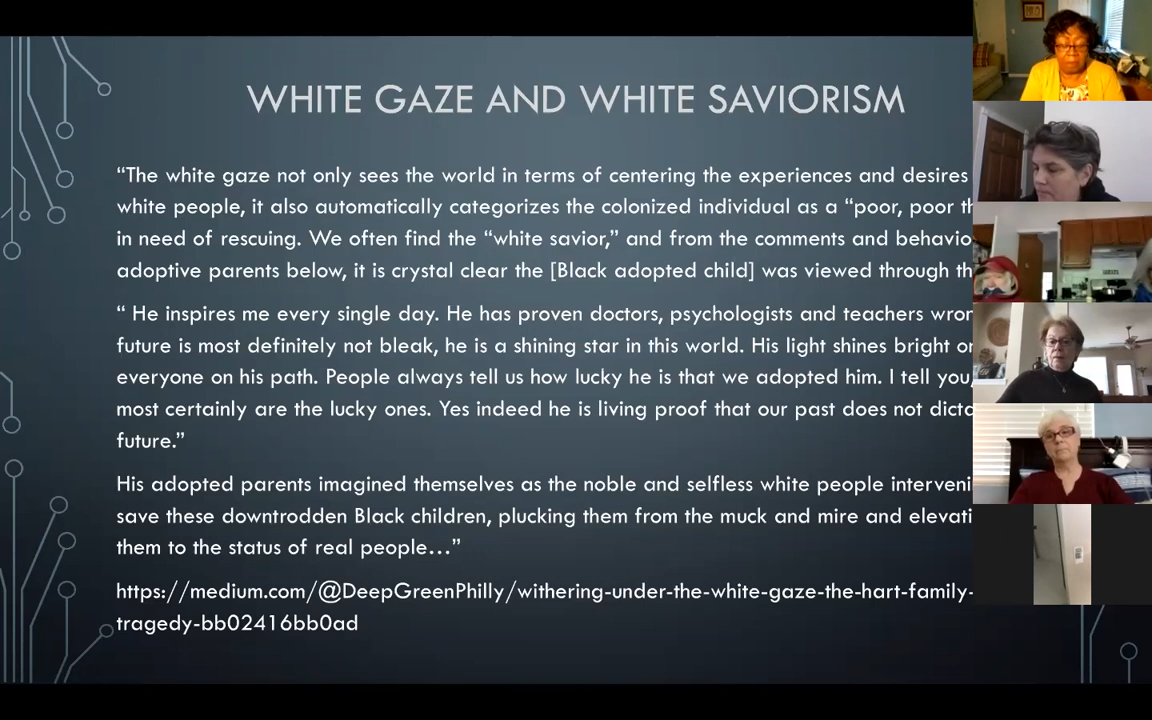 WHITE GAZE AND WHITE SAVIORISM
“The white gaze not only sees the world in terms of centering the experiences and desires
white people, it also automatically categorizes the colonized individual as a “poor, poor
in need of rescuing. We often find the “white savior,” and from the comments and
adoptive parents below, it is crystal clear the [Black adopted child] was viewed through
“ He inspires me every single day. He has proven doctors, psychologists and teachers
future is most definitely not bleak, he is a shining star in this world. His light shines bright
everyone on his path. People always tell us how lucky he is that we adopted him. I tell you,
most certainly are the lucky ones. Yes indeed he is living proof that our past does not
future.”
His adopted parents imagined themselves as the noble and selfless white people
save these downtrodden Black children, plucking them from the muck and mire and
them to the status of real people…”
https://medium.com/@DeepGreenPhilly/withering-under-the-white-gaze-the-hart-family-
tragedy-bb02416bb0ad